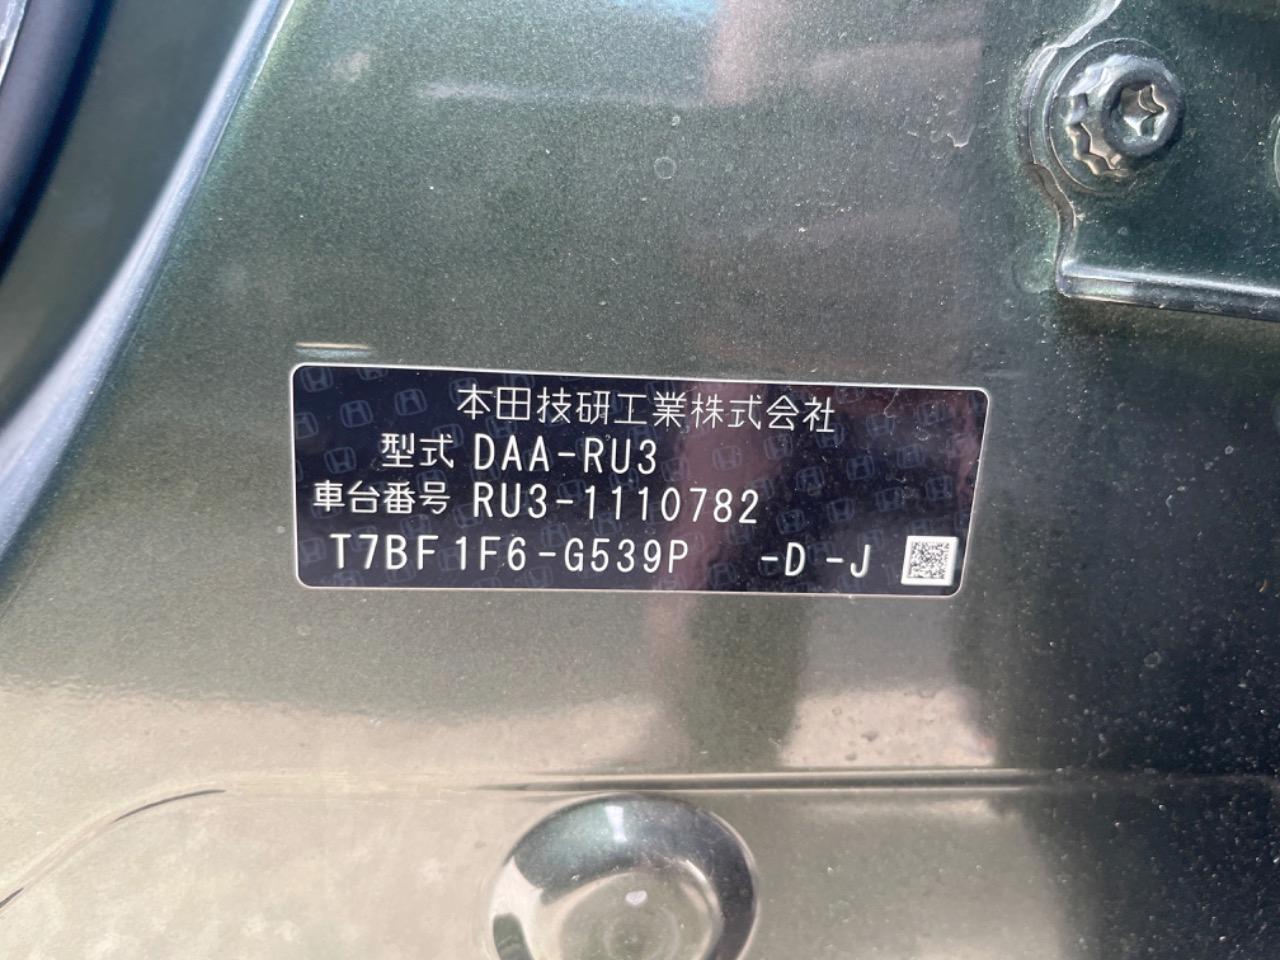 本田技研工業株式会社
型式 DAA-RU3
車台番号 RU3-1110782
T7BF1F6-G539P -D-J